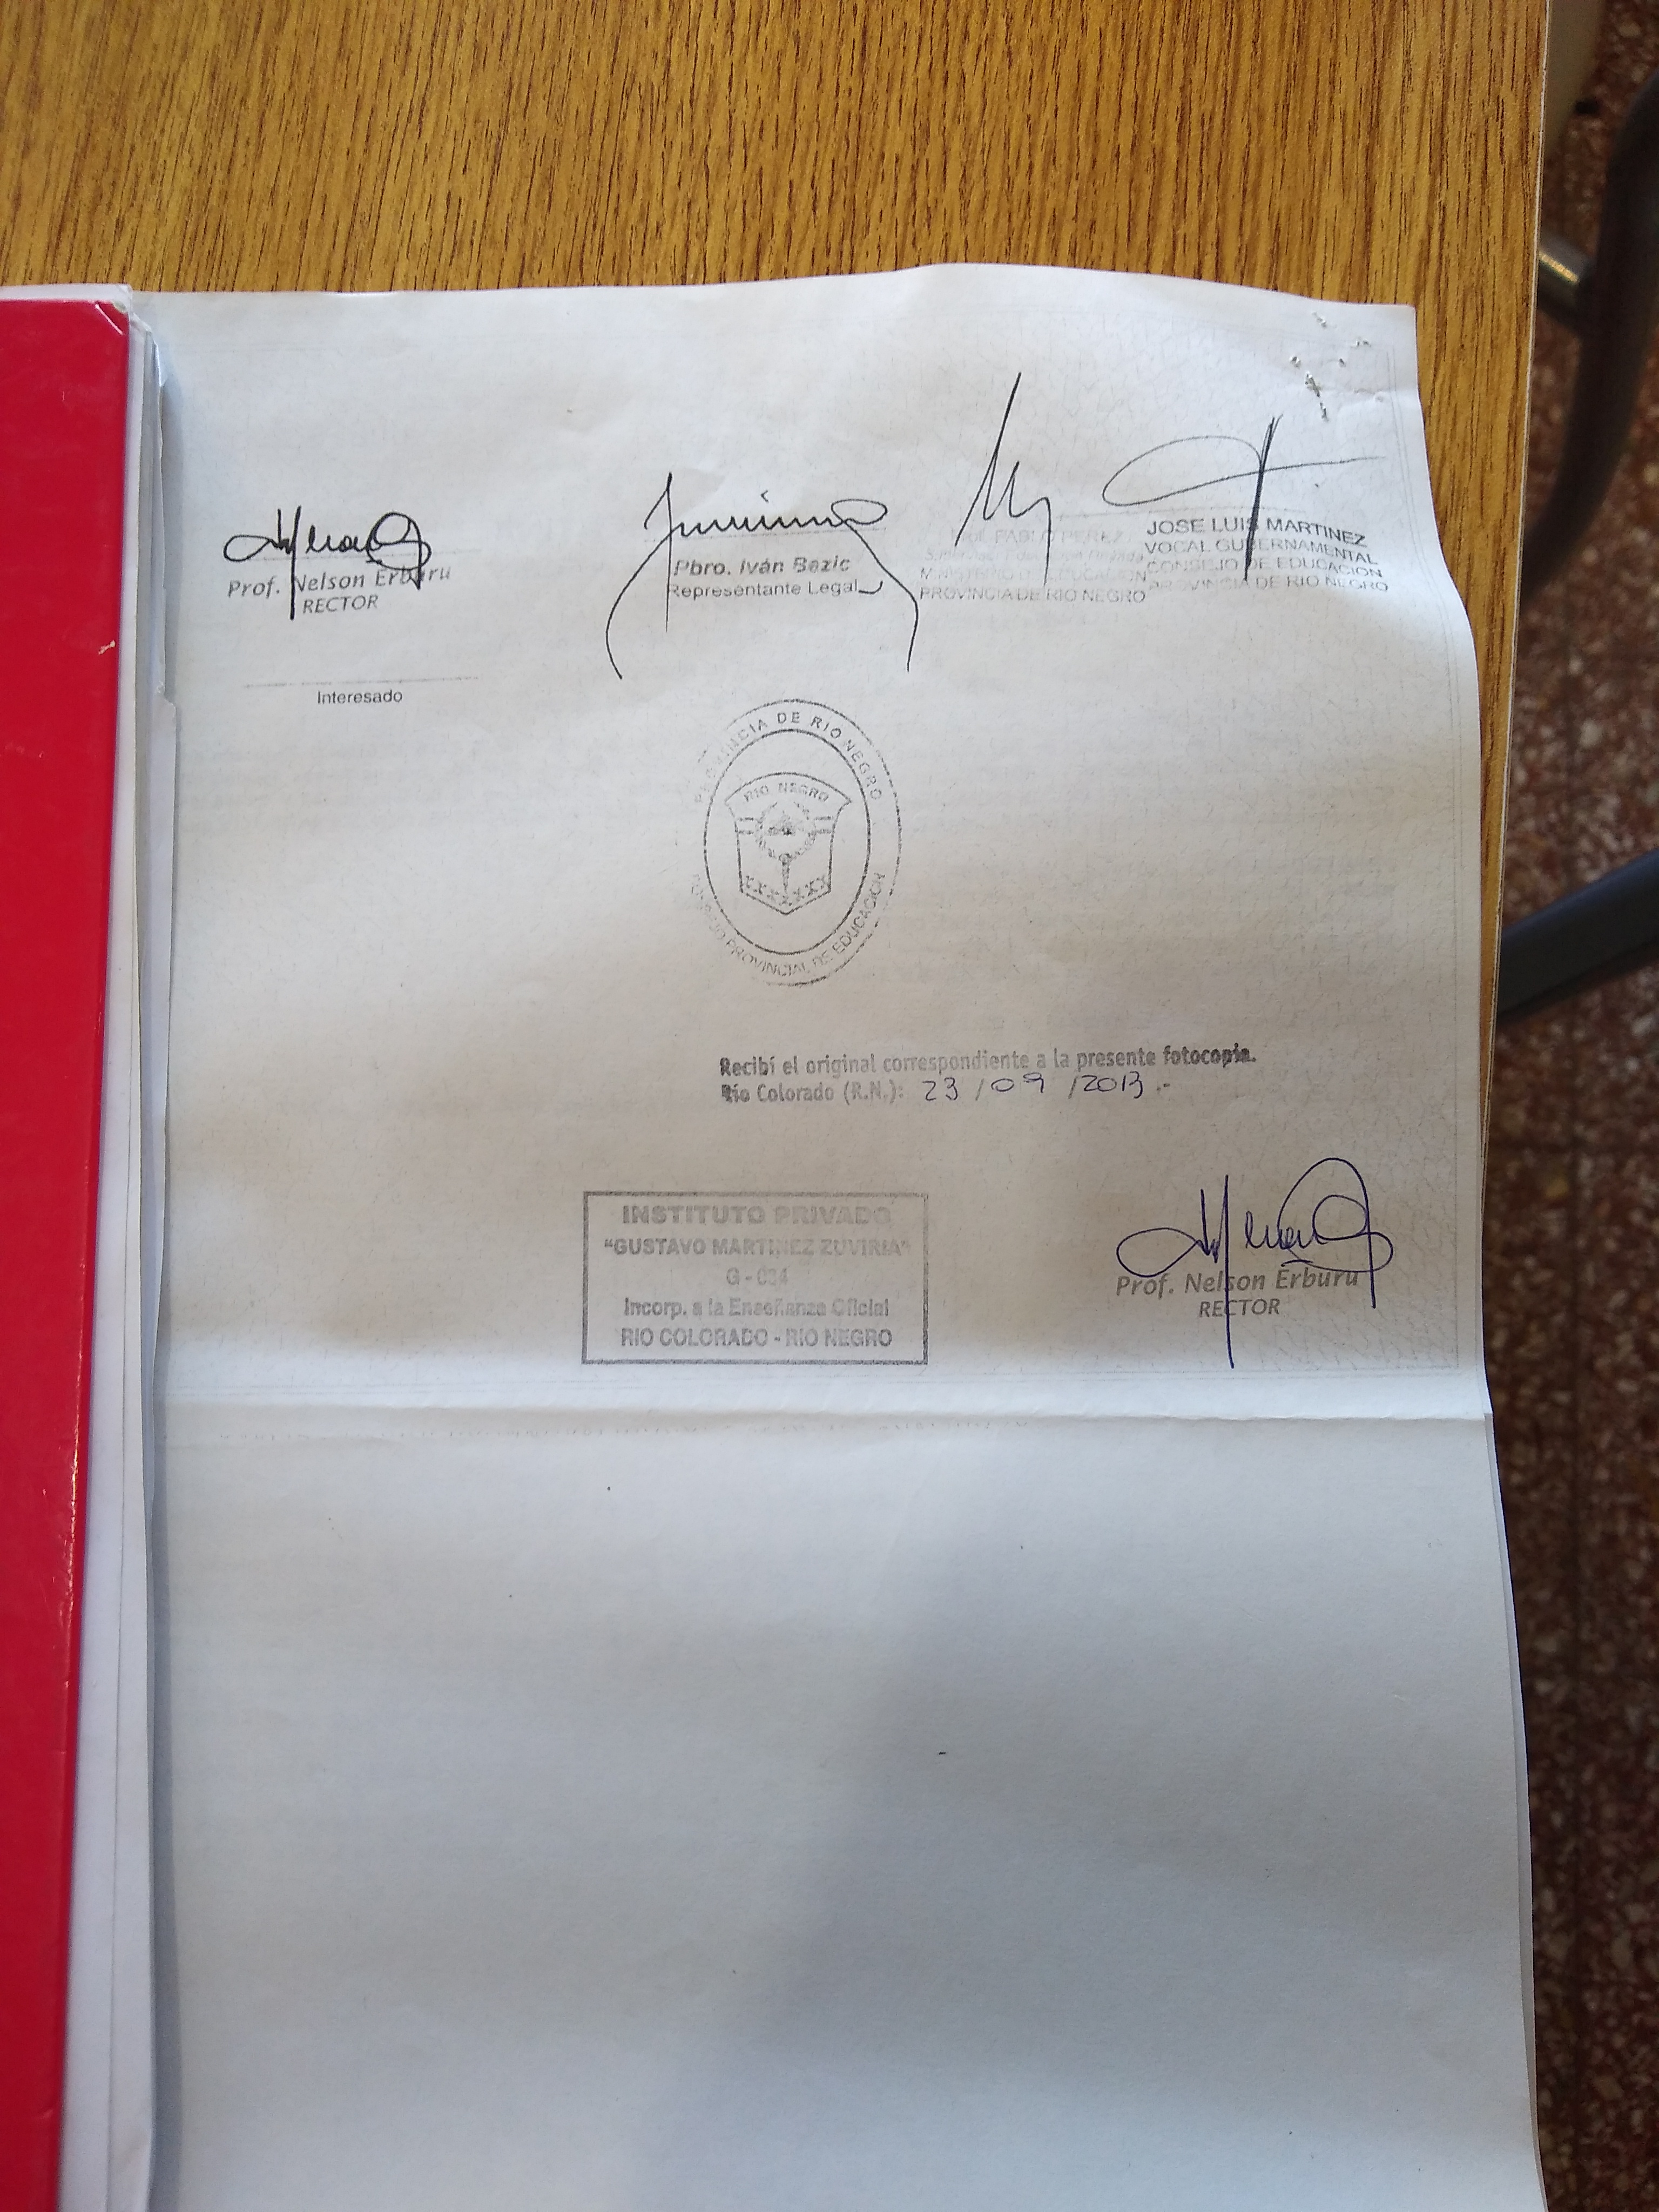 Prof. Nelson Erburu
RECTOR
Pbro. Iván Bazic
Representante Legal
Prof. PABLO PEREZ
MINISTERIO DE EDUCACION
PROVINCIA DE RIO NEGRO
JOSE LUIS MARTINEZ
VOCAL GUBERNAMENTAL
CONSEJO DE EDUCACION
PROVINCIA DE RIO NEGRO
Interesado
PROVINCIA DE RIO NEGRO
RIO NEGRO
CONSEJO PROVINCIAL DE EDUCACION
Recibí el original correspondiente a la presente fotocopia.
Río Colorado (R.N.): 23 / 09 / 2013.-
INSTITUTO PRIVADO
"GUSTAVO MARTINEZ ZUVIRIA"
G - 034
Incorp. a la Enseñanza Oficial
RIO COLORADO - RIO NEGRO
Prof. Nelson Erburu
RECTOR